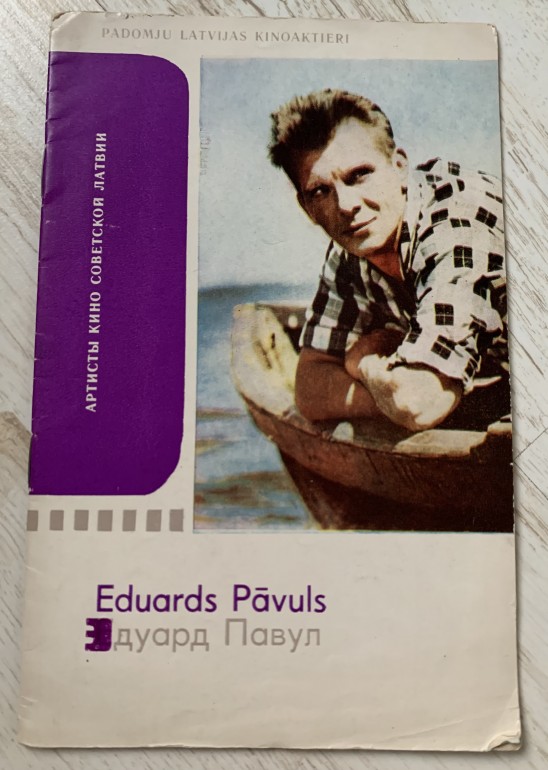 PADOMJU LATVIJAS KINOAKTIERI
АРТИСТЫ КИНО СОВЕТСКОЙ ЛАТВИИ
Eduards Pāvuls
Эдуард Павул